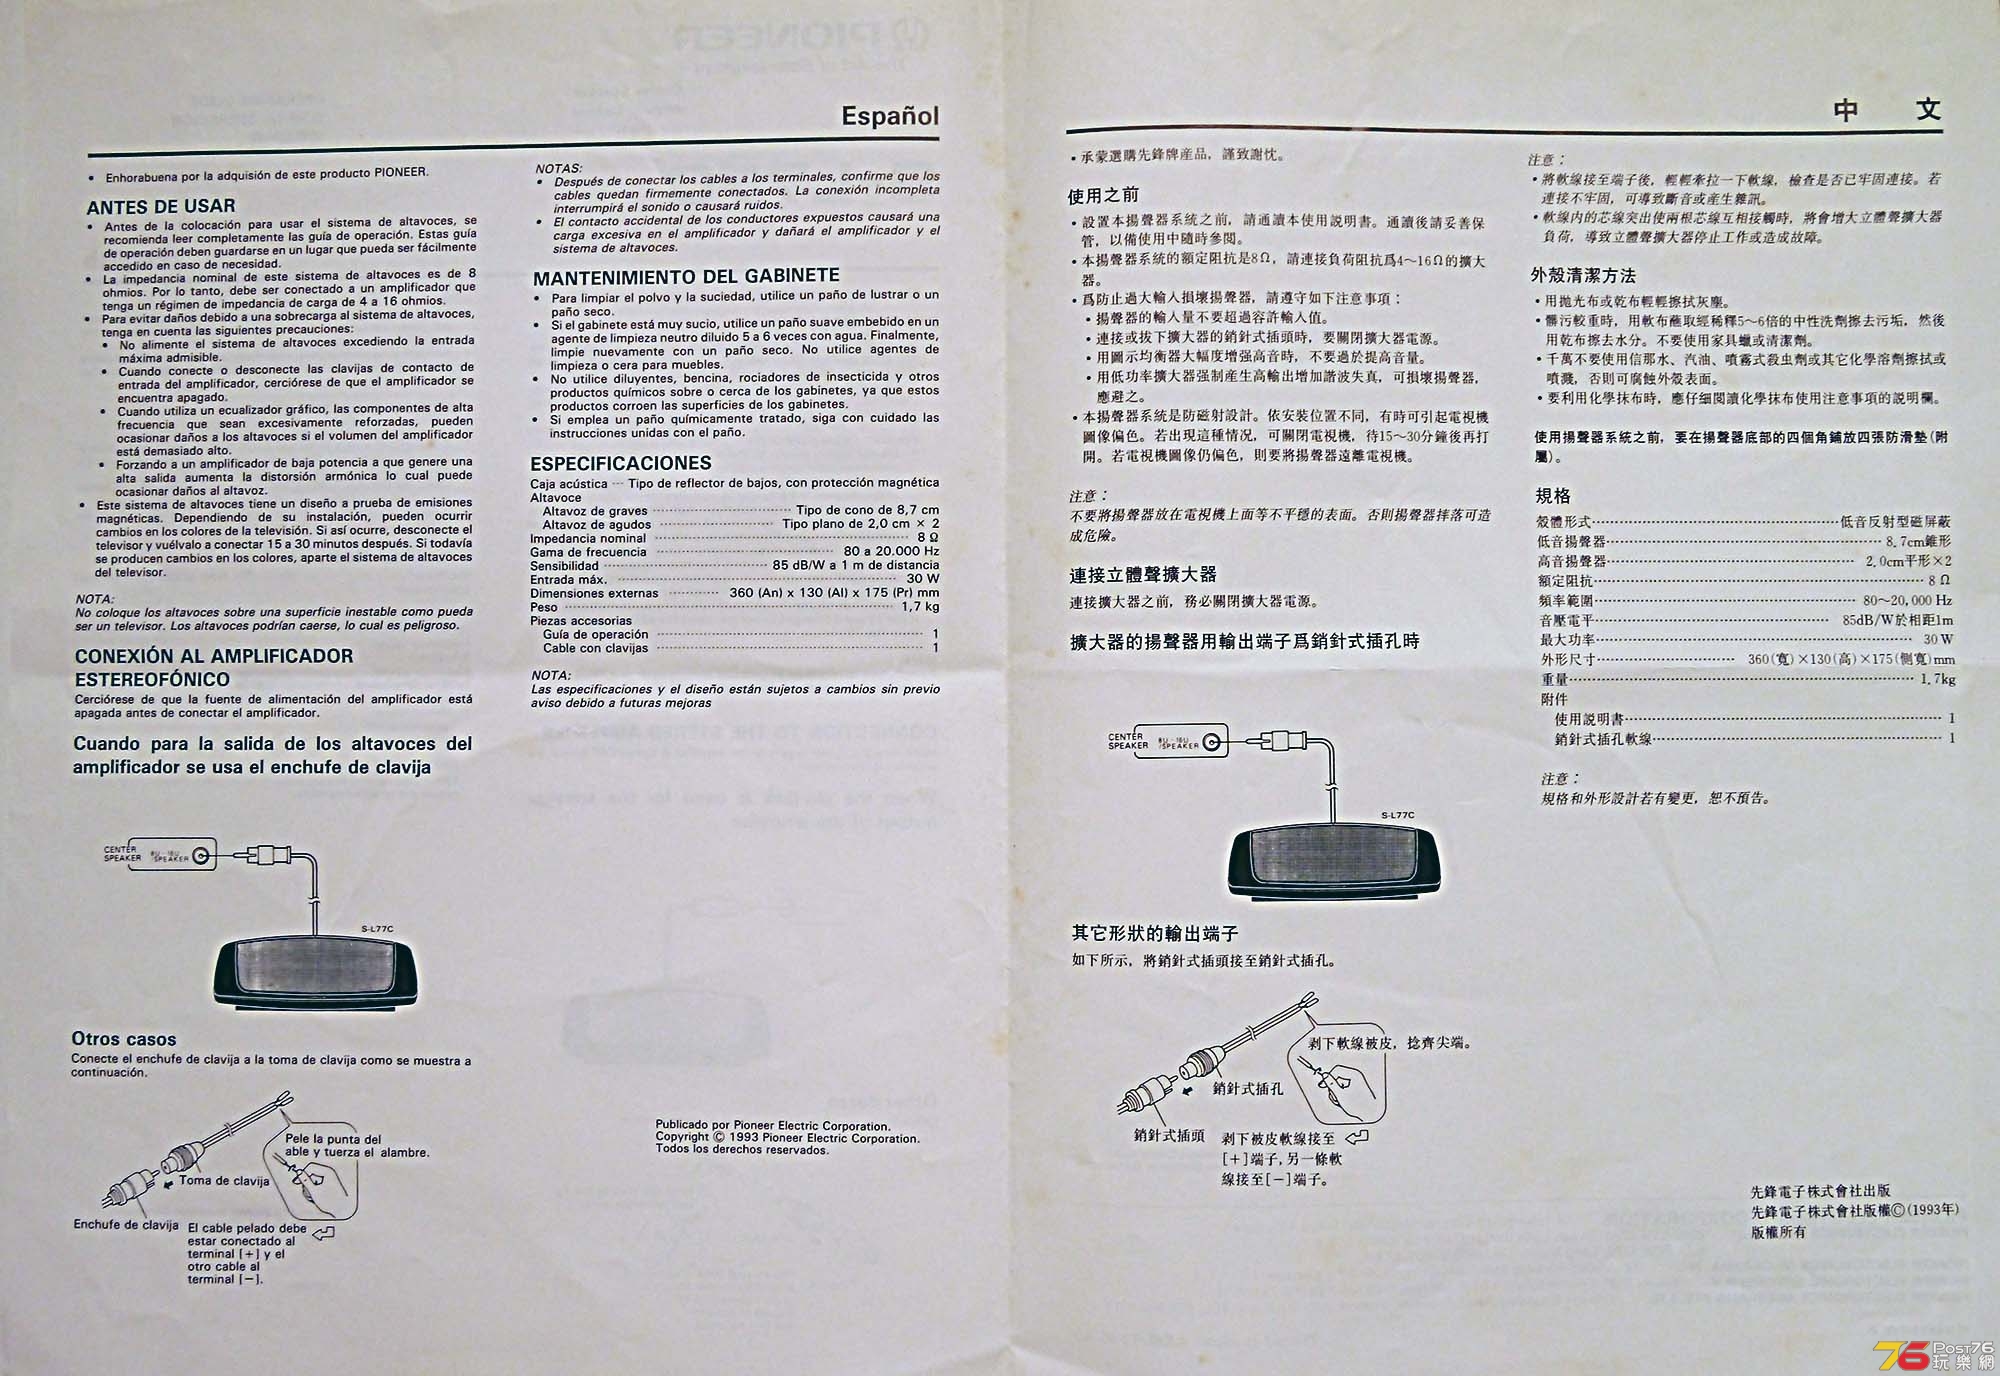 Español
• Enhorabuena por la adquisión de este producto PIONEER.
ANTES DE USAR
• Antes de la colocación para usar el sistema de altavoces, se
recomienda leer completamente las guía de operación. Estas guía
de operación deben guardarse en un lugar que pueda ser fácilmente
accedido en caso de necesidad.
• La impedancia nominal de este sistema de altavoces es de 8
ohmios. Por lo tanto, debe ser conectado a un amplificador que
tenga un régimen de impedancia de carga de 4 a 16 ohmios.
• Para evitar daños debido a una sobrecarga al sistema de altavoces,
tenga en cuenta las siguientes precauciones:
• No alimente el sistema de altavoces excediendo la entrada
máxima admisible.
• Cuando conecte o desconecte las clavijas de contacto de
entrada del amplificador, cerciórese de que el amplificador se
encuentra apagado.
• Cuando utiliza un ecualizador gráfico, las componentes de alta
frecuencia que sean excesivamente reforzadas, pueden
ocasionar daños a los altavoces si el volumen del amplificador
está demasiado alto.
• Forzando a un amplificador de baja potencia a que genere una
alta salida aumenta la distorsión armónica lo cual puede
ocasionar daños al altavoz.
• Este sistema de altavoces tiene un diseño a prueba de emisiones
magnéticas. Dependiendo de su instalación, pueden ocurrir
cambios en los colores de la televisión. Si así ocurre, desconecte el
televisor y vuélvalo a conectar 15 a 30 minutos después. Si todavía
se producen cambios en los colores, aparte el sistema de altavoces
del televisor.
NOTA:
No coloque los altavoces sobre una superficie inestable como pueda
ser un televisor. Los altavoces podrían caerse, lo cual es peligroso.
CONEXIÓN AL AMPLIFICADOR
ESTEREOFÓNICO
Cerciórese de que la fuente de alimentación del amplificador está
apagada antes de conectar el amplificador.
Cuando para la salida de los altavoces del
amplificador se usa el enchufe de clavija
CENTER
SPEAKER
8Ω - 16Ω
/SPEAKER
S-L77C
Otros casos
Conecte el enchufe de clavija a la toma de clavija como se muestra a
continuación.
Pele la punta del
able y tuerza el alambre.
Toma de clavija
Enchufe de clavija
El cable pelado debe
estar conectado al
terminal [+] y el
otro cable al
terminal [−].
NOTAS:
• Después de conectar los cables a los terminales, confirme que los
cables quedan firmemente conectados. La conexión incompleta
interrumpirá el sonido o causará ruidos.
• El contacto accidental de los conductores expuestos causará una
carga excesiva en el amplificador y dañará el amplificador y el
sistema de altavoces.
MANTENIMIENTO DEL GABINETE
• Para limpiar el polvo y la suciedad, utilice un paño de lustrar o un
paño seco.
• Si el gabinete está muy sucio, utilice un paño suave embebido en un
agente de limpieza neutro diluido 5 a 6 veces con agua. Finalmente,
limpie nuevamente con un paño seco. No utilice agentes de
limpieza o cera para muebles.
• No utilice diluyentes, bencina, rociadores de insecticida y otros
productos químicos sobre o cerca de los gabinetes, ya que estos
productos corroen las superficies de los gabinetes.
• Si emplea un paño químicamente tratado, siga con cuidado las
instrucciones unidas con el paño.
ESPECIFICACIONES
Caja acústica ··· Tipo de reflector de bajos, con protección magnética
Altavoce
Altavoz de graves ··· Tipo de cono de 8,7 cm
Altavoz de agudos ··· Tipo plano de 2,0 cm × 2
Impedancia nominal ··· 8 Ω
Gama de frecuencia ··· 80 a 20.000 Hz
Sensibilidad ··· 85 dB/W a 1 m de distancia
Entrada máx. ··· 30 W
Dimensiones externas ··· 360 (An) x 130 (Al) x 175 (Pr) mm
Peso ··· 1,7 kg
Piezas accesorias
Guía de operación ··· 1
Cable con clavijas ··· 1
NOTA:
Las especificaciones y el diseño están sujetos a cambios sin previo
aviso debido a futuras mejoras
Publicado por Pioneer Electric Corporation.
Copyright © 1993 Pioneer Electric Corporation.
Todos los derechos reservados.
中 文
• 承蒙選購先鋒牌産品，謹致謝忱。
使用之前
• 設置本揚聲器系統之前，請通讀本使用説明書。通讀後請妥善保
管，以備使用中隨時參閲。
• 本揚聲器系統的額定阻抗是8Ω，請連接負荷阻抗爲4～16Ω的擴大
器。
• 爲防止過大輸人損壞揚聲器，請遵守如下注意事項：
• 揚聲器的輸人量不要超過容許輸人值。
• 連接或拔下擴大器的銷針式插頭時，要關閉擴大器電源。
• 用圖示均衡器大幅度增强高音時，不要過於提高音量。
• 用低功率擴大器强制産生高輸出增加諧波失真，可損壞揚聲器，
應避之。
• 本揚聲器系統是防磁射設計。依安裝位置不同，有時可引起電視機
圖像偏色。若出現這種情况，可關閉電視機，待15～30分鐘後再打
開。若電視機圖像仍偏色，則要將揚聲器遠離電視機。
注意：
不要將揚聲器放在電視機上面等不平穩的表面。否則揚聲器摔落可造
成危險。
連接立體聲擴大器
連接擴大器之前，務必關閉擴大器電源。
擴大器的揚聲器用輸出端子爲銷針式插孔時
CENTER
SPEAKER
8Ω - 16Ω
/SPEAKER
S-L77C
其它形狀的輸出端子
如下所示，將銷針式插頭接至銷針式插孔。
剥下軟線被皮，捻齊尖端。
銷針式插孔
銷針式插頭
剥下被皮軟線接至
[+]端子，另一條軟
線接至[−]端子。
注意：
• 將軟線接至端子後，輕輕牽拉一下軟線，檢查是否已牢固連接。若
連接不牢固，可導致斷音或産生雜訊。
• 軟線内的芯線突出使兩根芯線互相接觸時，將會增大立體聲擴大器
負荷，導致立體聲擴大器停止工作或造成故障。
外殼清潔方法
• 用抛光布或乾布輕輕擦拭灰塵。
• 髒污較重時，用軟布蘸取經稀釋5～6倍的中性洗劑擦去污垢，然後
用乾布擦去水分。不要使用家具蠟或清潔劑。
• 千萬不要使用信那水、汽油、噴霧式殺虫劑或其它化學溶劑擦拭或
噴濺，否則可腐蝕外殼表面。
• 要利用化學抹布時，應仔細閲讀化學抹布使用注意事項的説明欄。
使用揚聲器系統之前，要在揚聲器底部的四個角鋪放四張防滑墊（附
屬）。
規格
殼體形式···低音反射型磁屏蔽
低音揚聲器···8.7cm錐形
高音揚聲器···2.0cm平形×2
額定阻抗···8 Ω
頻率範圍···80～20,000 Hz
音壓電平···85dB/W於相距1m
最大功率···30 W
外形尺寸···360(寬)×130(高)×175(側寬)mm
重量···1.7kg
附件
使用説明書···1
銷針式插孔軟線···1
注意：
規格和外形設計若有變更，恕不預告。
先鋒電子株式會社出版
先鋒電子株式會社版權©(1993年)
版權所有
76 Post76
玩樂網